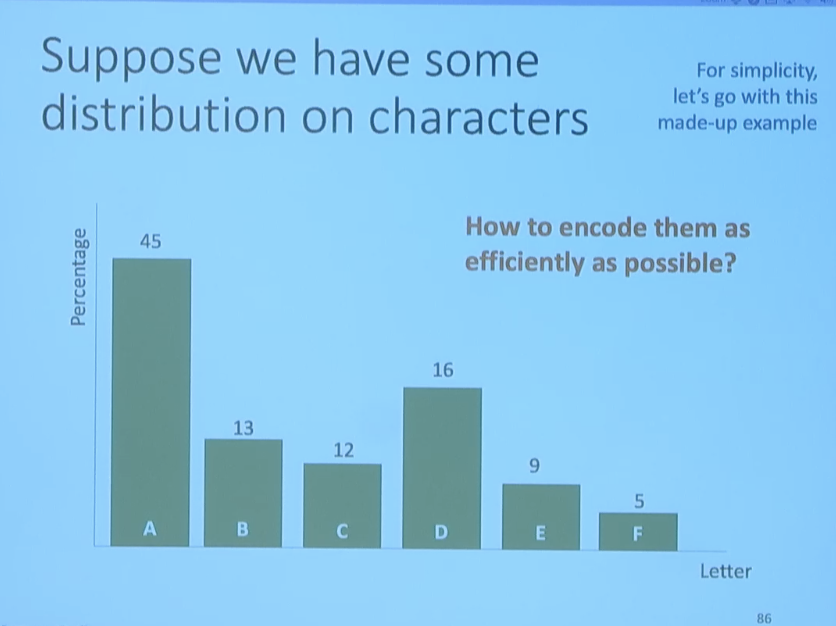 Suppose we have some
distribution on characters
For simplicity,
let's go with this
made-up example
How to encode them as
efficiently as possible?
Percentage
45
13
12
16
9
5
A
B
C
D
E
F
Letter
86